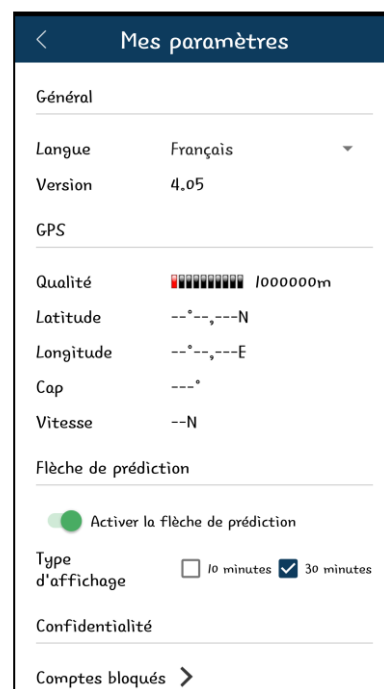 Mes paramètres
Général
Langue Français
Version 4.05
GPS
Qualité 1000000m
Latitude --°--,---N
Longitude --°--,---E
Cap ---°
Vitesse --N
Flèche de prédiction
Activer la flèche de prédiction
Type
d'affichage 10 minutes 30 minutes
Confidentialité
Comptes bloqués